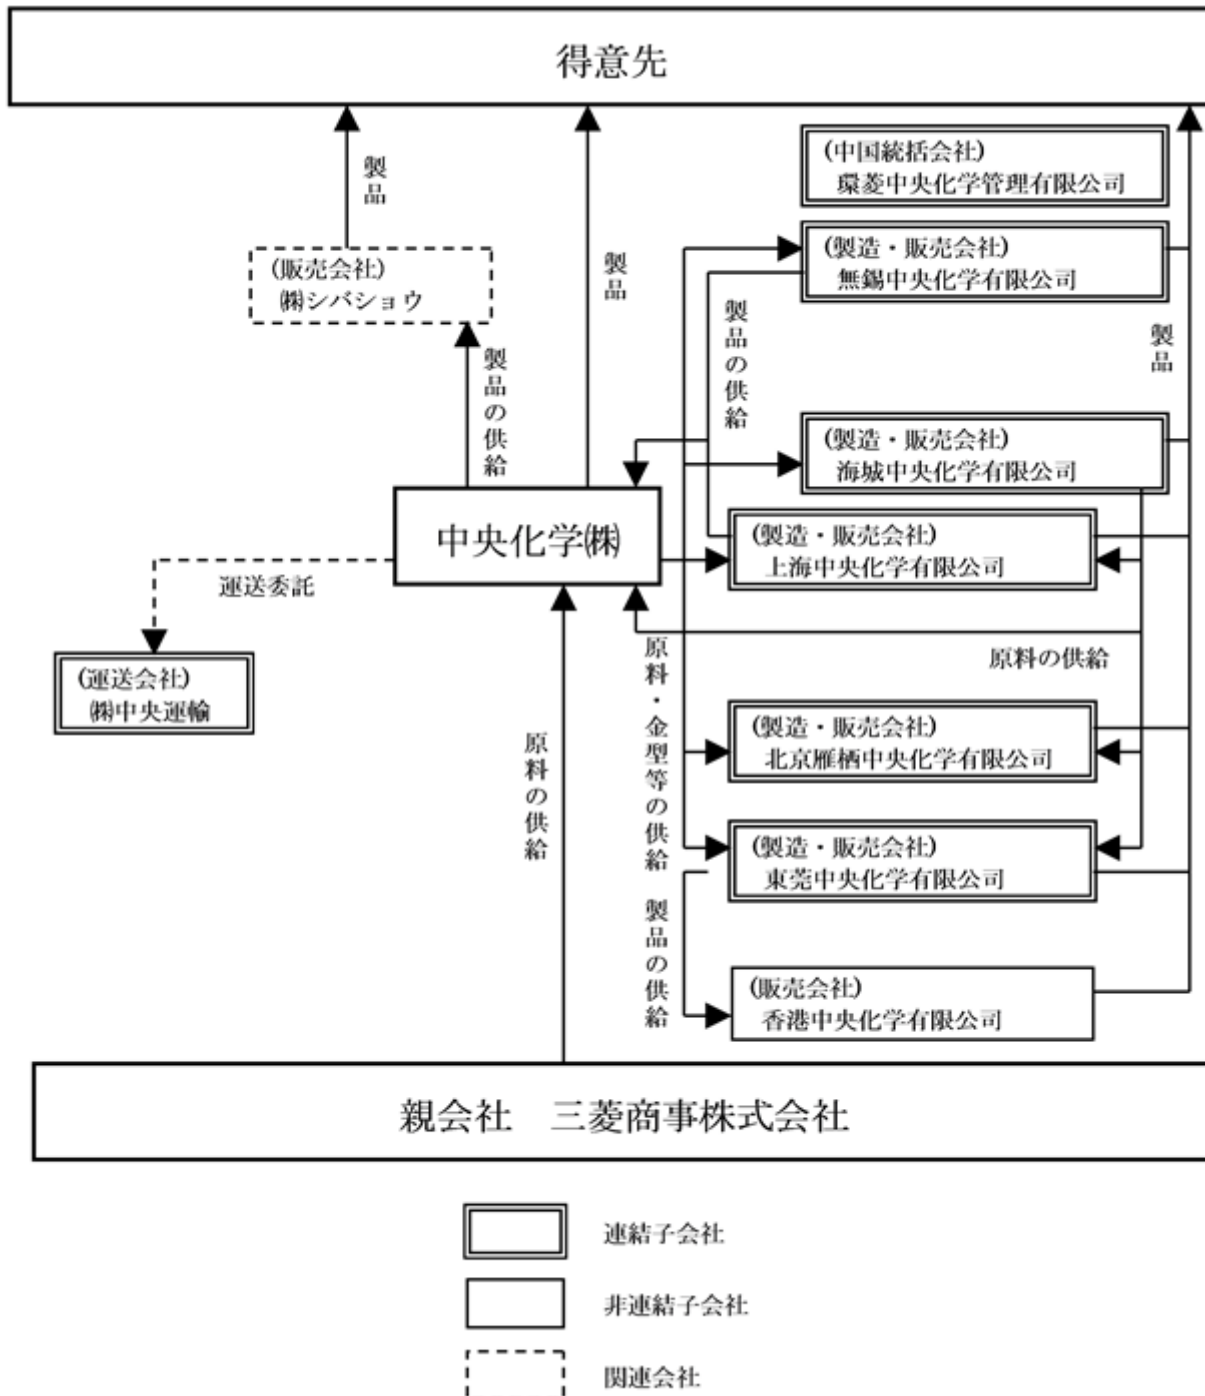 得意先
製品
(販売会社)
㈱シバショウ
製品の供給
製品
(中国統括会社)
環菱中央化学管理有限公司
(製造・販売会社)
無錫中央化学有限公司
製品の供給
製品
(製造・販売会社)
海城中央化学有限公司
中央化学㈱
(製造・販売会社)
上海中央化学有限公司
運送委託
(運送会社)
㈱中央運輸
原料の供給
原料・金型等の供給
原料の供給
(製造・販売会社)
北京雁栖中央化学有限公司
(製造・販売会社)
東莞中央化学有限公司
製品の供給
(販売会社)
香港中央化学有限公司
親会社　三菱商事株式会社
連結子会社
非連結子会社
関連会社